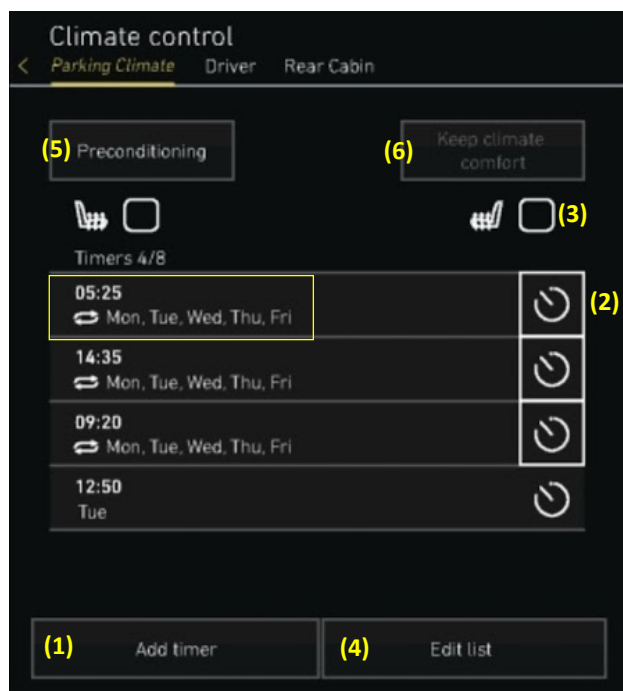 Climate control
< Parking Climate Driver Rear Cabin
(5) Preconditioning
(6) Keep climate
comfort
(3)
Timers 4/8
05:25
Mon, Tue, Wed, Thu, Fri
(2)
14:35
Mon, Tue, Wed, Thu, Fri
09:20
Mon, Tue, Wed, Thu, Fri
12:50
Tue
(1) Add timer
(4) Edit list